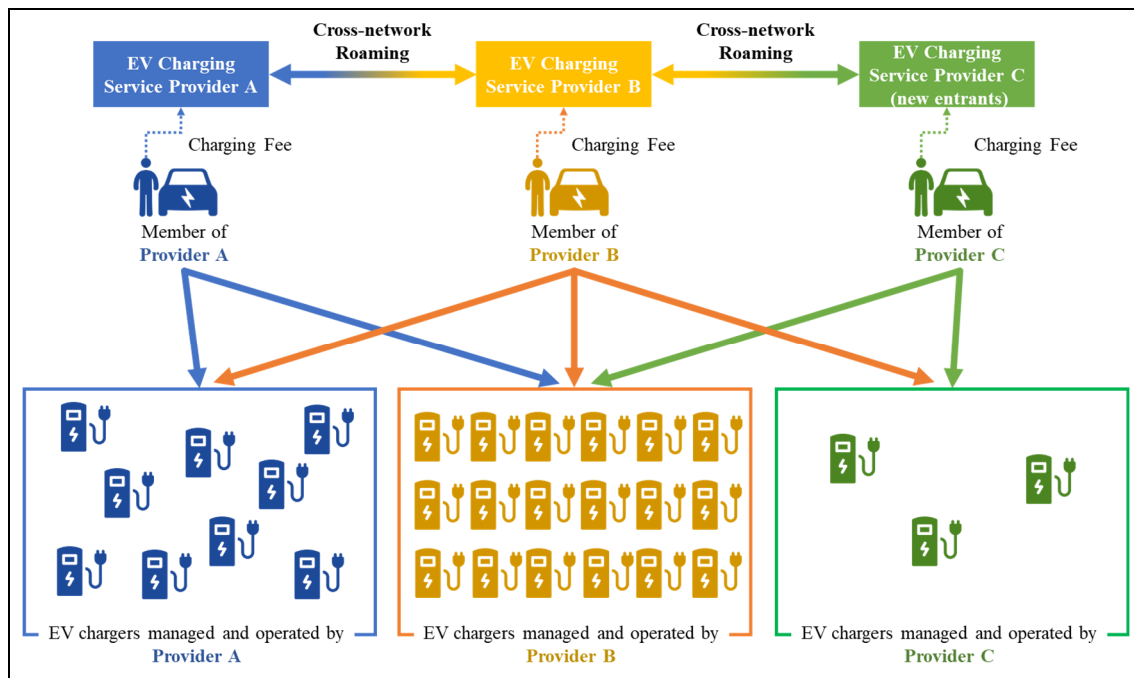 Cross-network
Roaming
Cross-network
Roaming
EV Charging
Service Provider A
EV Charging
Service Provider B
EV Charging
Service Provider C
(new entrants)
Charging Fee
Charging Fee
Charging Fee
Member of
Provider A
Member of
Provider B
Member of
Provider C
EV chargers managed and operated by
Provider A
EV chargers managed and operated by
Provider B
EV chargers managed and operated by
Provider C